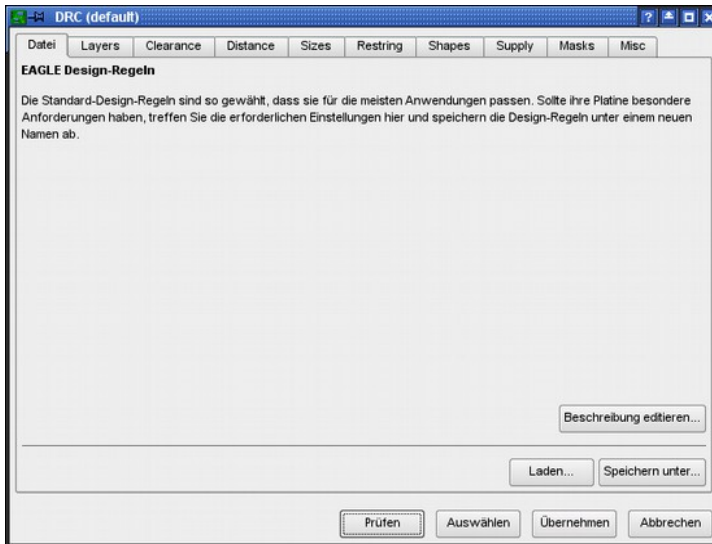 DRC (default)
Datei Layers Clearance Distance Sizes Restring Shapes Supply Masks Misc
EAGLE Design-Regeln
Die Standard-Design-Regeln sind so gewählt, dass sie für die meisten Anwendungen passen. Sollte ihre Platine besondere
Anforderungen haben, treffen Sie die erforderlichen Einstellungen hier und speichern die Design-Regeln unter einem neuen
Namen ab.
Beschreibung editieren...
Laden... Speichern unter...
Prüfen Auswählen Übernehmen Abbrechen